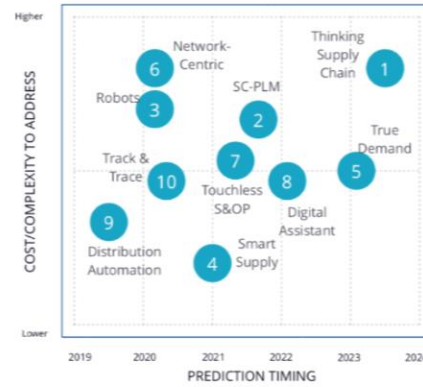 Higher
COST/COMPLEXITY TO ADDRESS
Lower
Network-
Centric
6
Thinking
Supply
Chain
1
Robots
3
SC-PLM
2
True
Demand
5
Track &
Trace
10
7
Touchless
S&OP
8
Digital
Assistant
9
Distribution
Automation
4
Smart
Supply
2019 2020 2021 2022 2023
PREDICTION TIMING